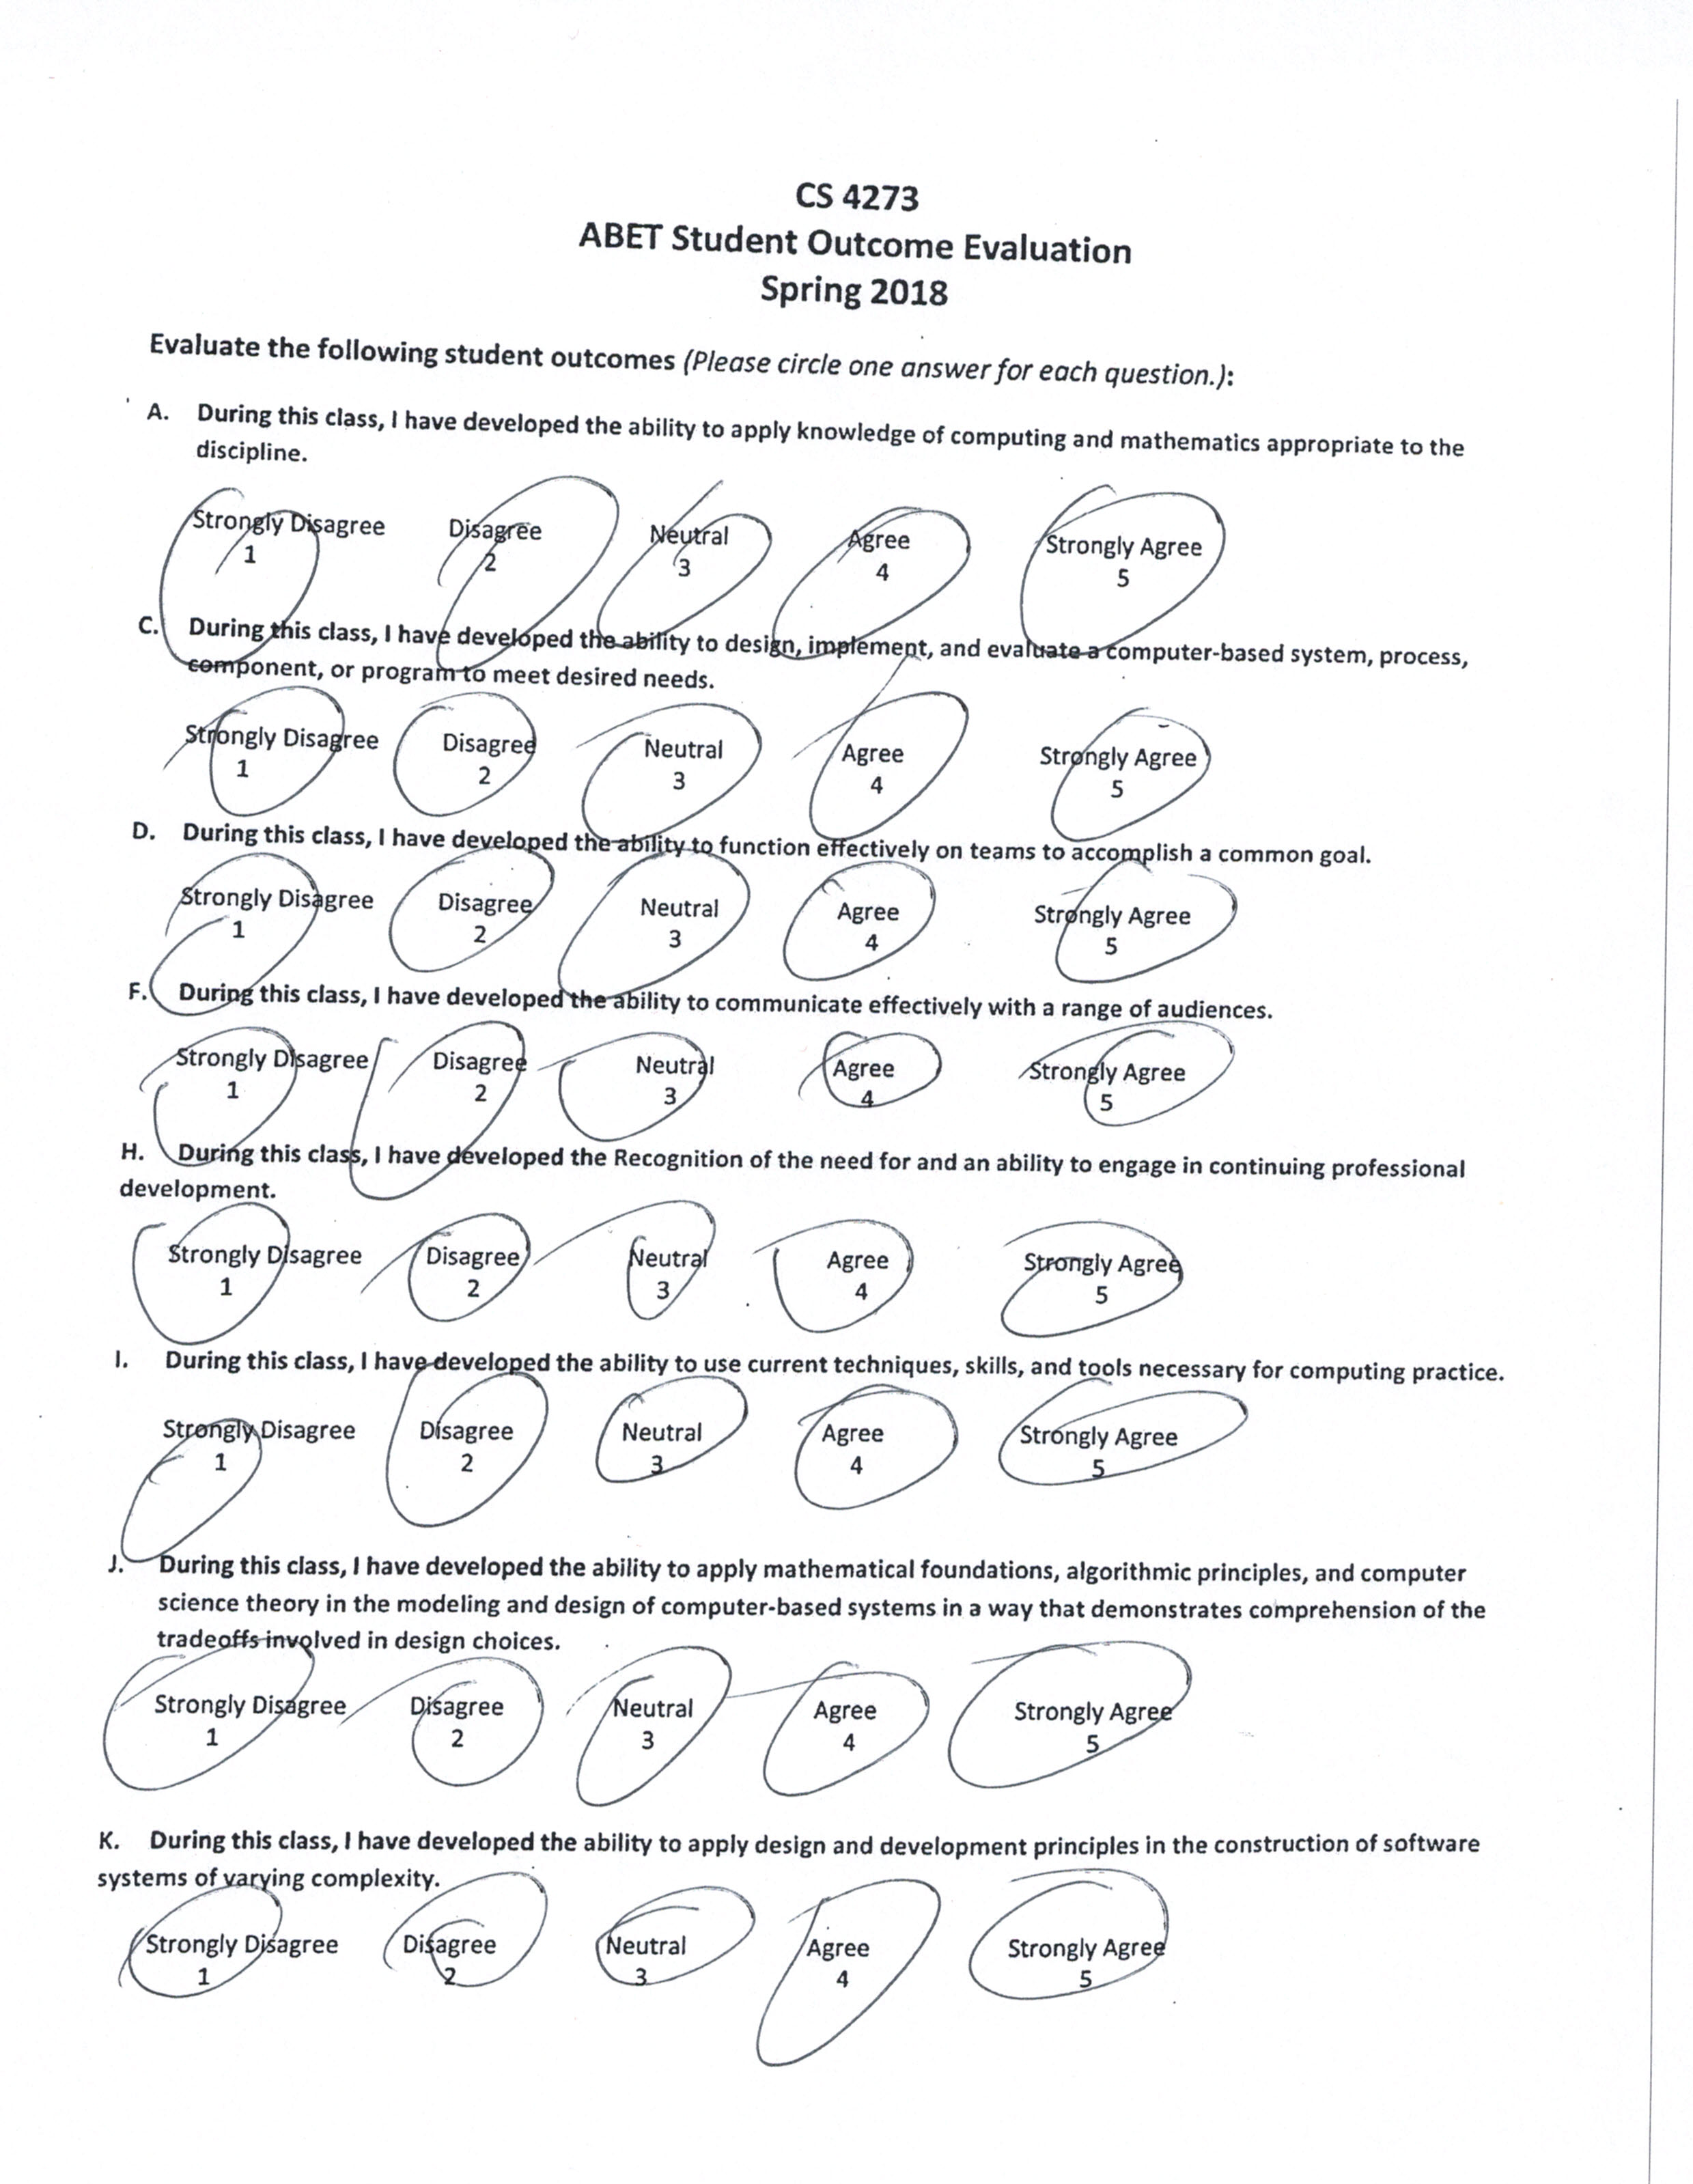 CS 4273
ABET Student Outcome Evaluation
Spring 2018
Evaluate the following student outcomes (Please circle one answer for each question.):
A. During this class, I have developed the ability to apply knowledge of computing and mathematics appropriate to the
discipline.
Strongly Disagree Disagree Neutral Agree Strongly Agree
1 2 3 4 5
C. During this class, I have developed the ability to design, implement, and evaluate a computer-based system, process,
component, or program to meet desired needs.
Strongly Disagree Disagree Neutral Agree Strongly Agree
1 2 3 4 5
D. During this class, I have developed the ability to function effectively on teams to accomplish a common goal.
Strongly Disagree Disagree Neutral Agree Strongly Agree
1 2 3 4 5
F. During this class, I have developed the ability to communicate effectively with a range of audiences.
Strongly Disagree Disagree Neutral Agree Strongly Agree
1 2 3 4 5
H. During this class, I have developed the Recognition of the need for and an ability to engage in continuing professional
development.
Strongly Disagree Disagree Neutral Agree Strongly Agree
1 2 3 4 5
I. During this class, I have developed the ability to use current techniques, skills, and tools necessary for computing practice.
Strongly Disagree Disagree Neutral Agree Strongly Agree
1 2 3 4 5
J. During this class, I have developed the ability to apply mathematical foundations, algorithmic principles, and computer
science theory in the modeling and design of computer-based systems in a way that demonstrates comprehension of the
tradeoffs involved in design choices.
Strongly Disagree Disagree Neutral Agree Strongly Agree
1 2 3 4 5
K. During this class, I have developed the ability to apply design and development principles in the construction of software
systems of varying complexity.
Strongly Disagree Disagree Neutral Agree Strongly Agree
1 2 3 4 5